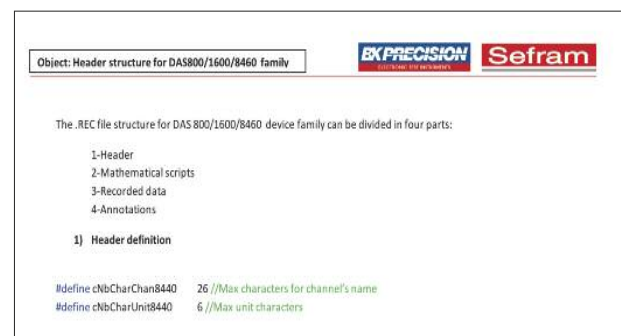 Object: Header structure for DAS800/1600/8460 family
BK PRECISION
Sefram
The .REC file structure for DAS 800/1600/8460 device family can be divided in four parts:
1-Header
2-Mathematical scripts
3-Recorded data
4-Annotations
1) Header definition
#define cNbCharChan8440 26 //Max characters for channel's name
#define cNbCharUnit8440 6 //Max unit characters